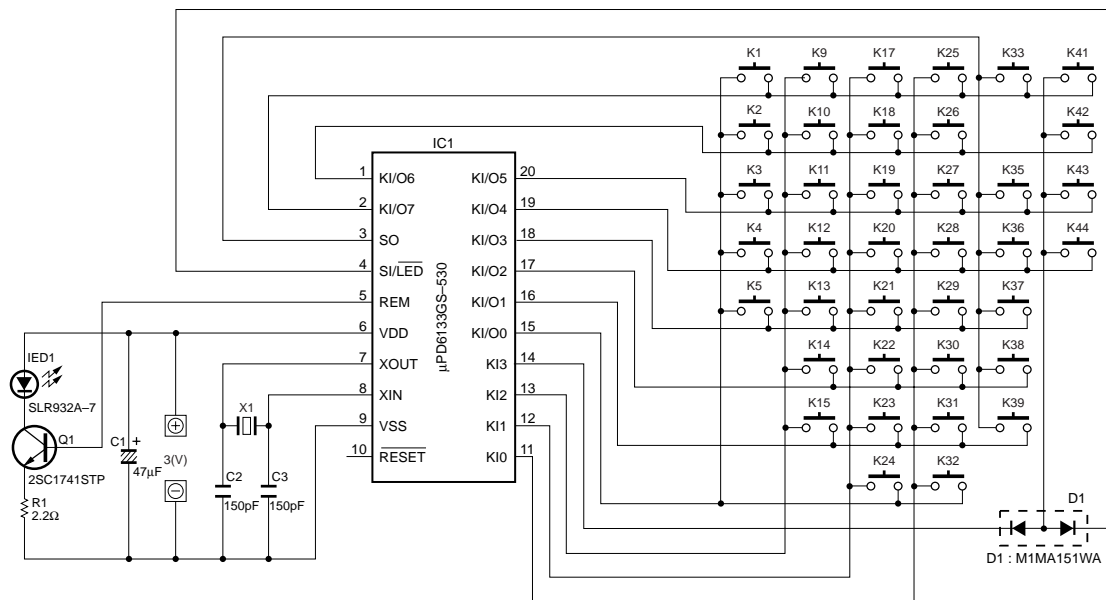 K1 K9 K17 K25 K33 K41
K2 K10 K18 K26 K42
IC1
1 KI/O6 KI/O5 20
K3 K11 K19 K27 K35 K43
2 KI/O7 KI/O4 19
3 SO KI/O3 18
K4 K12 K20 K28 K36 K44
4 SI/LED KI/O2 17
5 REM KI/O1 16
K5 K13 K21 K29 K37
6 VDD KI/O0 15
7 XOUT KI3 14
K14 K22 K30 K38
8 XIN KI2 13
9 VSS KI1 12
K15 K23 K31 K39
10 RESET KI0 11
K24 K32
µPD6133GS–530
IED1
SLR932A–7
X1
Q1
C1 +
3(V)
2SC1741STP
47µF
C2 C3
150pF 150pF
R1
2.2Ω
D1
D1 : M1MA151WA